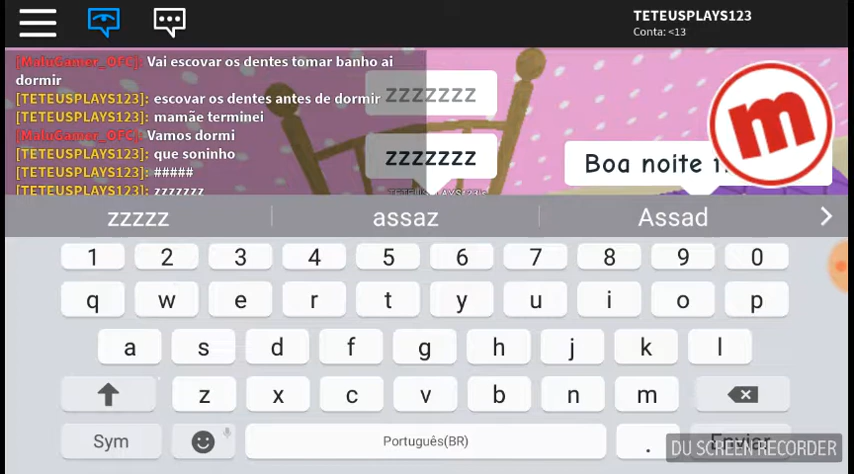 TETEUSPLAYS123
Conta: <13
[MaluGamer_OFC]: Vai escovar os dentes tomar banho ai
dormir
[TETEUSPLAYS123]: escovar os dentes antes de dormir
[TETEUSPLAYS123]: mamãe terminei
[MaluGamer_OFC]: Vamos dormi
[TETEUSPLAYS123]: que soninho
[TETEUSPLAYS123]: #####
[TETEUSPLAYS123]: zzzzzzz
zzzzzzz
zzzzzzz
Boa noite
m
zzzzz assaz Assad
1 2 3 4 5 6 7 8 9 0
q w e r t y u i o p
a s d f g h j k l
z x c v b n m
Sym Português(BR) . Enviar
DU SCREEN RECORDER